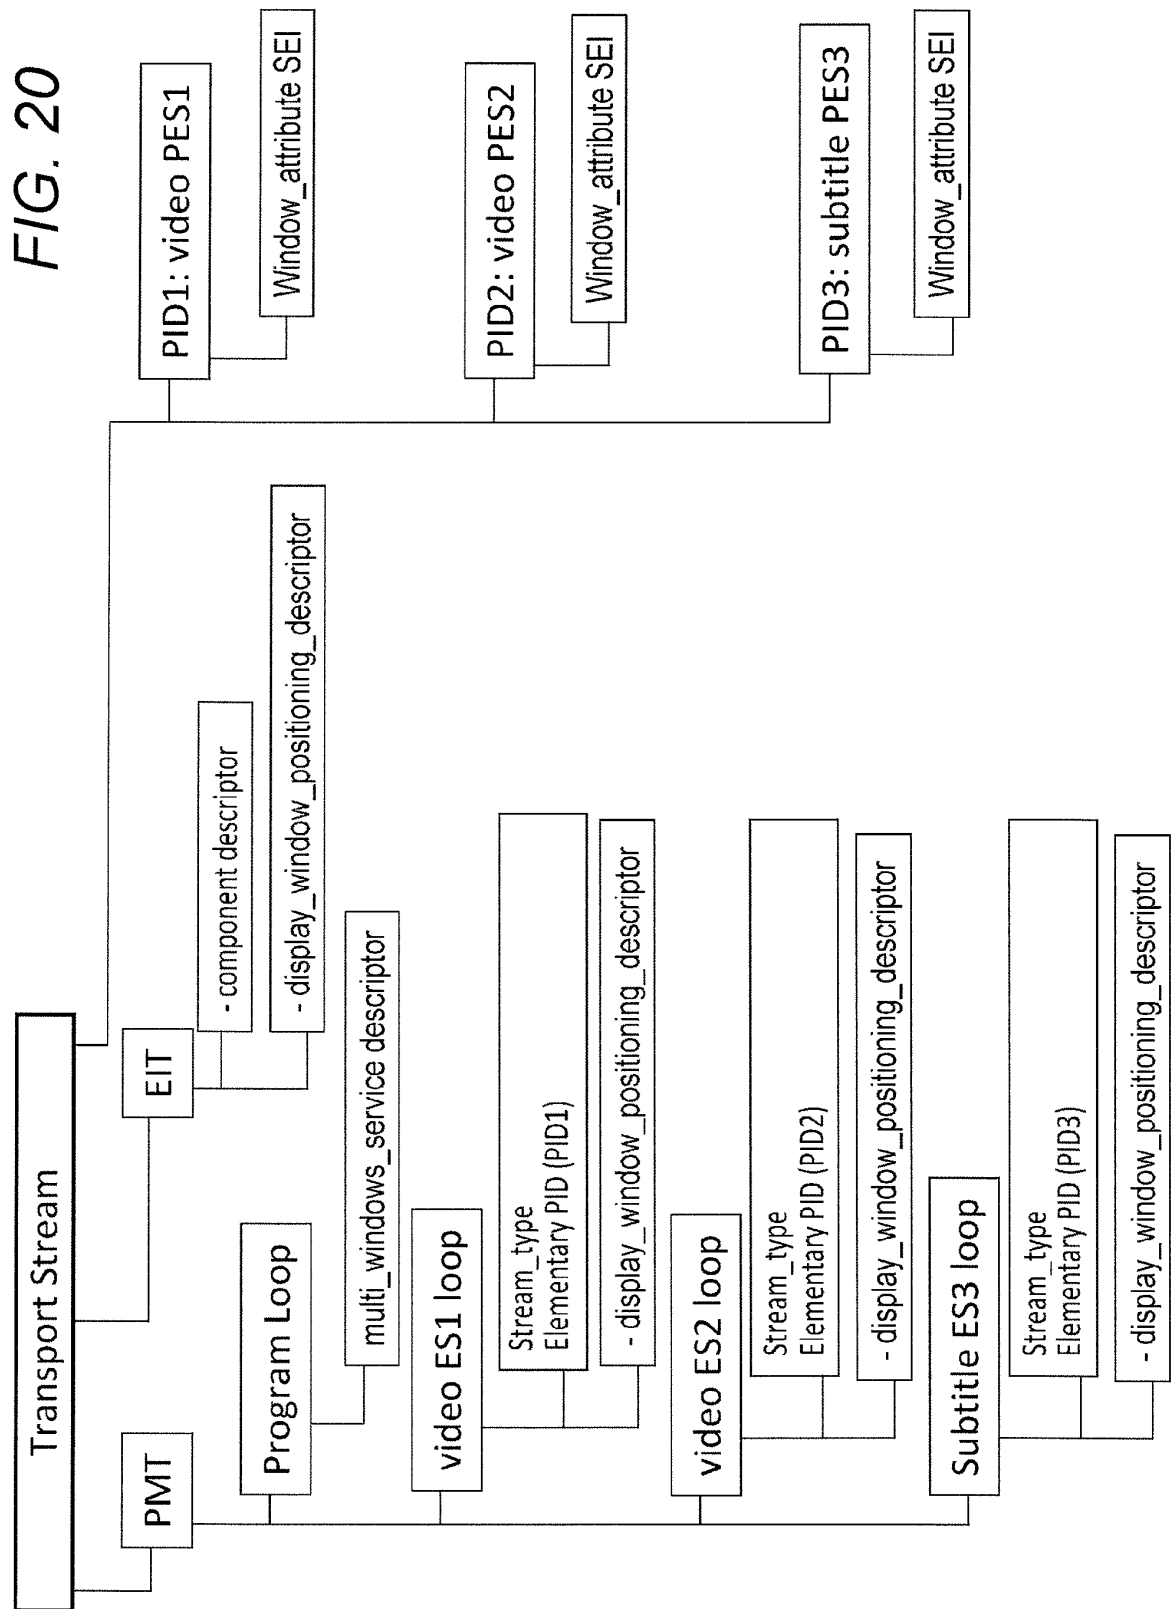 FIG. 20
Transport Stream
PMT
Program Loop
multi_windows_service descriptor
video ES1 loop
Stream_type
Elementary PID (PID1)
- display_window_positioning_descriptor
video ES2 loop
Stream_type
Elementary PID (PID2)
- display_window_positioning_descriptor
Subtitle ES3 loop
Stream_type
Elementary PID (PID3)
- display_window_positioning_descriptor
EIT
- component descriptor
- display_window_positioning_descriptor
PID1: video PES1
Window_attribute SEI
PID2: video PES2
Window_attribute SEI
PID3: subtitle PES3
Window_attribute SEI